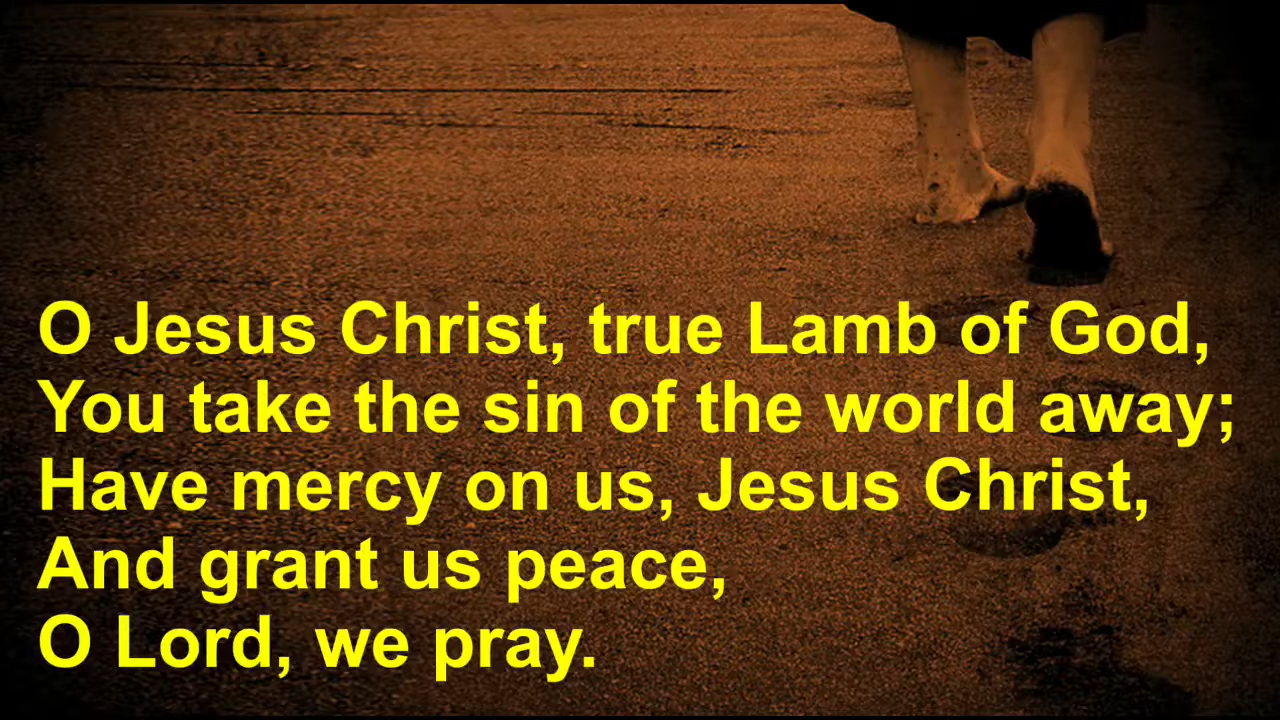 O Jesus Christ, true Lamb of God,
You take the sin of the world away;
Have mercy on us, Jesus Christ,
And grant us peace,
O Lord, we pray.